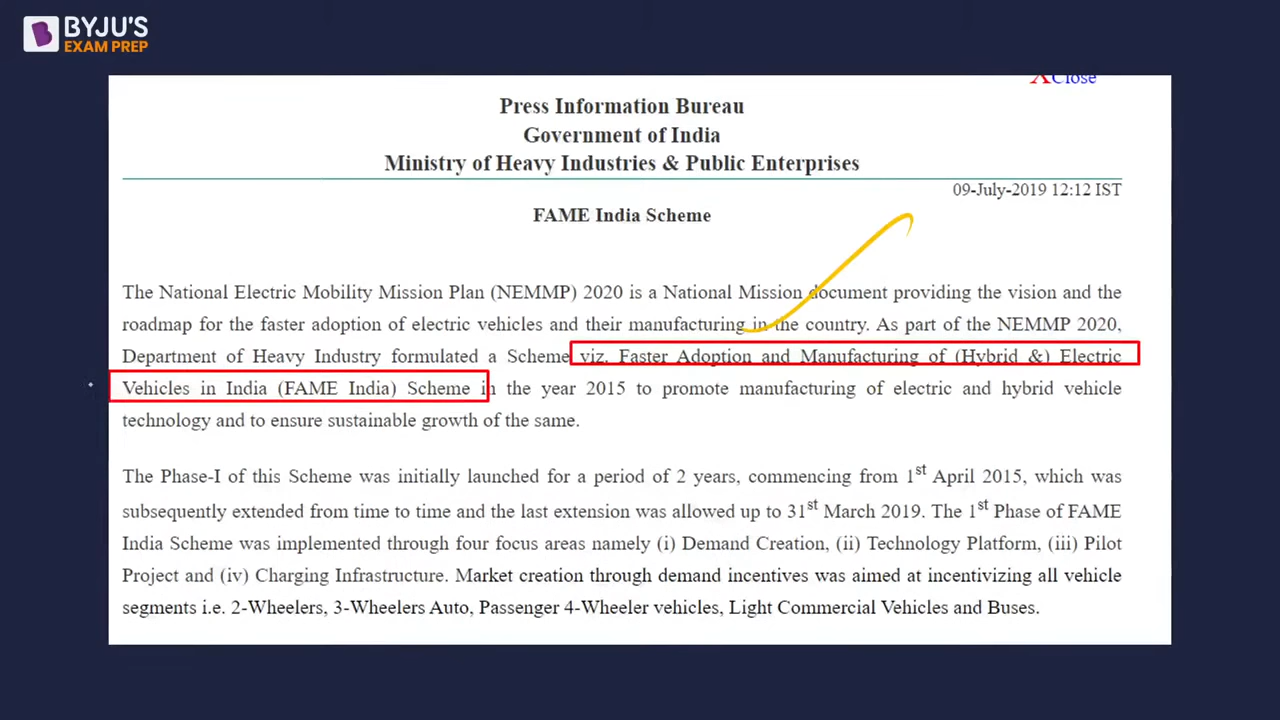 BYJU'S
EXAM PREP
XClose
Press Information Bureau
Government of India
Ministry of Heavy Industries & Public Enterprises
09-July-2019 12:12 IST
FAME India Scheme
The National Electric Mobility Mission Plan (NEMMP) 2020 is a National Mission document providing the vision and the
roadmap for the faster adoption of electric vehicles and their manufacturing in the country. As part of the NEMMP 2020,
Department of Heavy Industry formulated a Scheme viz. Faster Adoption and Manufacturing of (Hybrid &) Electric
Vehicles in India (FAME India) Scheme in the year 2015 to promote manufacturing of electric and hybrid vehicle
technology and to ensure sustainable growth of the same.
The Phase-I of this Scheme was initially launched for a period of 2 years, commencing from 1st April 2015, which was
subsequently extended from time to time and the last extension was allowed up to 31st March 2019. The 1st Phase of FAME
India Scheme was implemented through four focus areas namely (i) Demand Creation, (ii) Technology Platform, (iii) Pilot
Project and (iv) Charging Infrastructure. Market creation through demand incentives was aimed at incentivizing all vehicle
segments i.e. 2-Wheelers, 3-Wheelers Auto, Passenger 4-Wheeler vehicles, Light Commercial Vehicles and Buses.